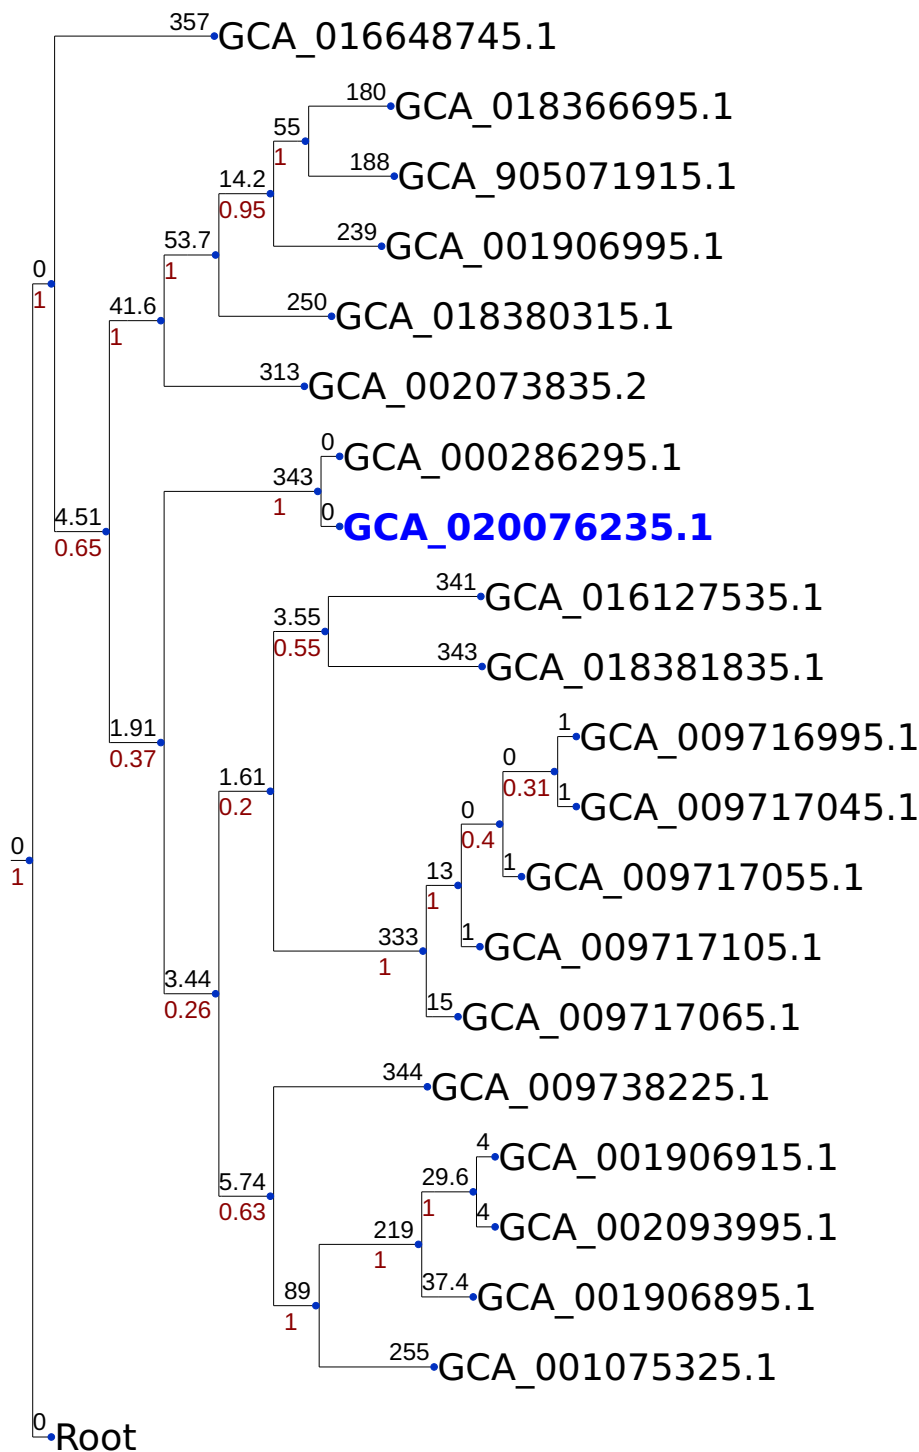 357 GCA_016648745.1
180 GCA_018366695.1
55
1
188 GCA_905071915.1
14.2
0.95
53.7
239 GCA_001906995.1
1
0
1
41.6
250 GCA_018380315.1
1
313 GCA_002073835.2
0 GCA_000286295.1
343
1
0 GCA_020076235.1
4.51
0.65
341 GCA_016127535.1
3.55
0.55
343 GCA_018381835.1
1.91
0.37
1 GCA_009716995.1
0
0.31
1.61
0.2
1 GCA_009717045.1
0
0.4
0
1
13
1
1 GCA_009717055.1
333
1
1 GCA_009717105.1
3.44
0.26
15 GCA_009717065.1
344 GCA_009738225.1
4 GCA_001906915.1
5.74
0.63
29.6
1
4 GCA_002093995.1
219
1
37.4 GCA_001906895.1
89
1
255 GCA_001075325.1
0 Root